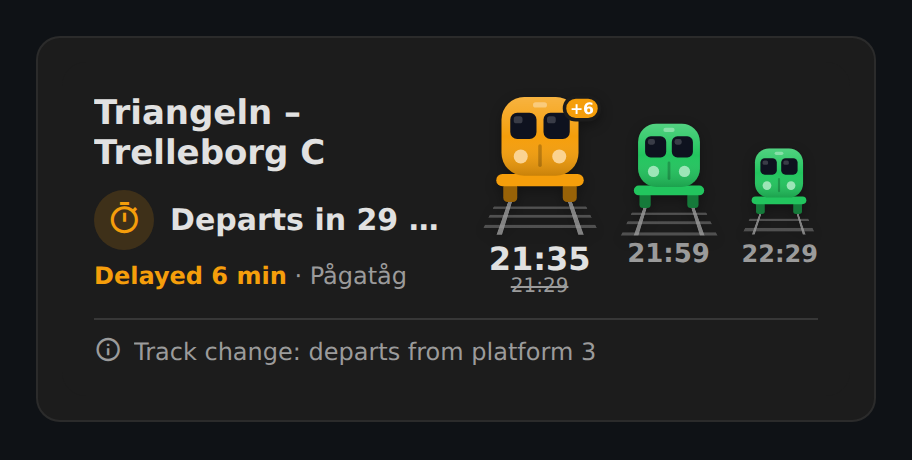 Triangeln –
Trelleborg C
Departs in 29 …
Delayed 6 min · Pågatåg
+6
21:35
21:29
21:59
22:29
Track change: departs from platform 3